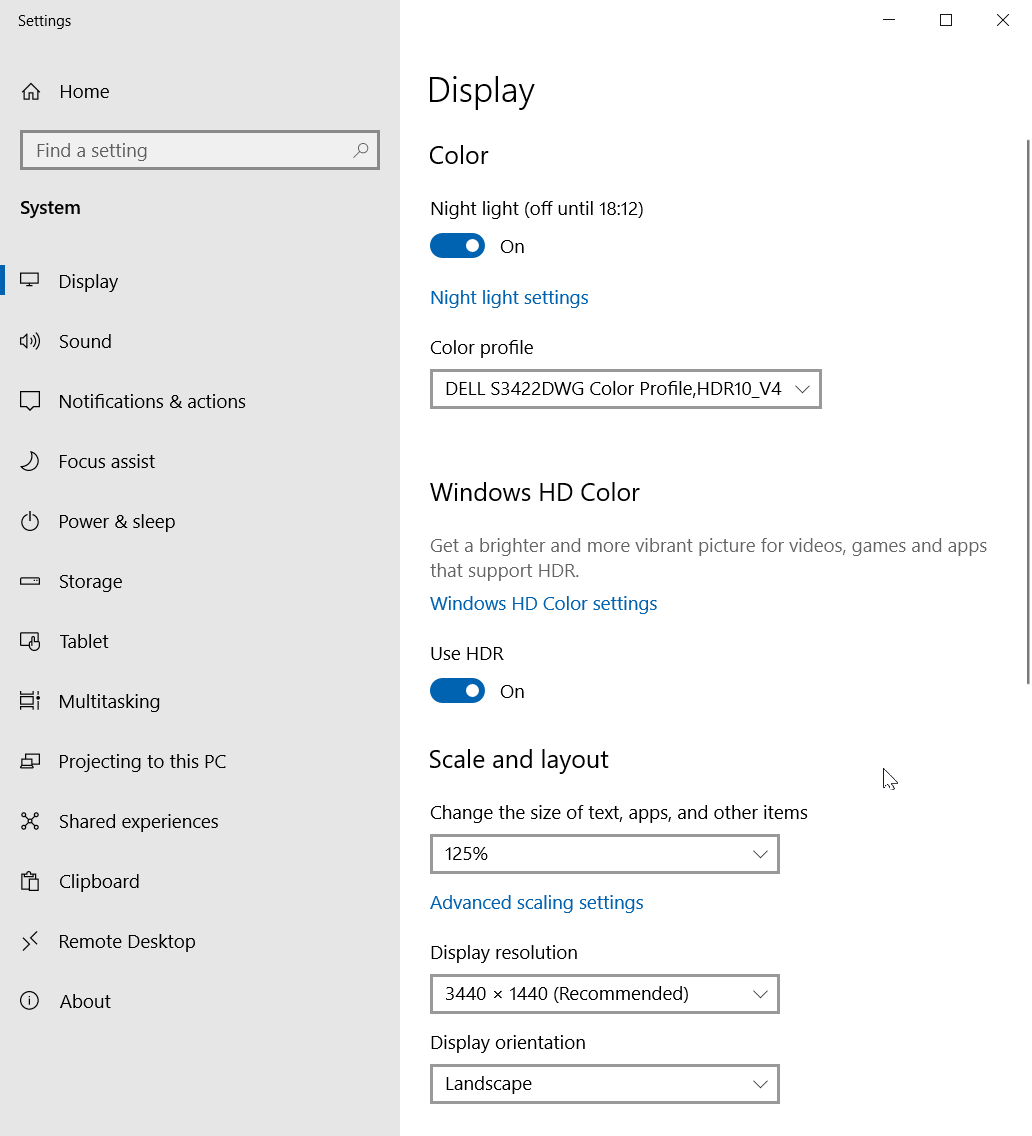 Settings
Home
Find a setting
System
Display
Sound
Notifications & actions
Focus assist
Power & sleep
Storage
Tablet
Multitasking
Projecting to this PC
Shared experiences
Clipboard
Remote Desktop
About
Display
Color
Night light (off until 18:12)
On
Night light settings
Color profile
DELL S3422DWG Color Profile,HDR10_V4
Windows HD Color
Get a brighter and more vibrant picture for videos, games and apps
that support HDR.
Windows HD Color settings
Use HDR
On
Scale and layout
Change the size of text, apps, and other items
125%
Advanced scaling settings
Display resolution
3440 × 1440 (Recommended)
Display orientation
Landscape